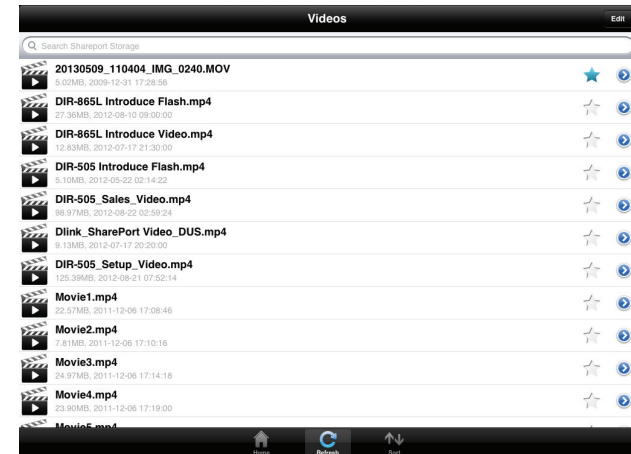 Videos
Edit
Search Shareport Storage
20130509_110404_IMG_0240.MOV
5.02MB, 2009-12-31 17:28:56
DIR-865L Introduce Flash.mp4
27.36MB, 2012-08-10 09:00:00
DIR-865L Introduce Video.mp4
12.83MB, 2012-07-17 21:30:00
DIR-505 Introduce Flash.mp4
5.10MB, 2012-05-22 02:14:22
DIR-505_Sales_Video.mp4
98.97MB, 2012-08-22 02:59:24
Dlink_SharePort Video_DUS.mp4
9.13MB, 2012-07-17 20:20:00
DIR-505_Setup_Video.mp4
125.39MB, 2012-08-21 07:52:14
Movie1.mp4
22.57MB, 2011-12-06 17:08:46
Movie2.mp4
7.81MB, 2011-12-06 17:10:16
Movie3.mp4
24.97MB, 2011-12-06 17:14:18
Movie4.mp4
23.90MB, 2011-12-06 17:19:00
Movie5.mp4
Home Refresh Sort